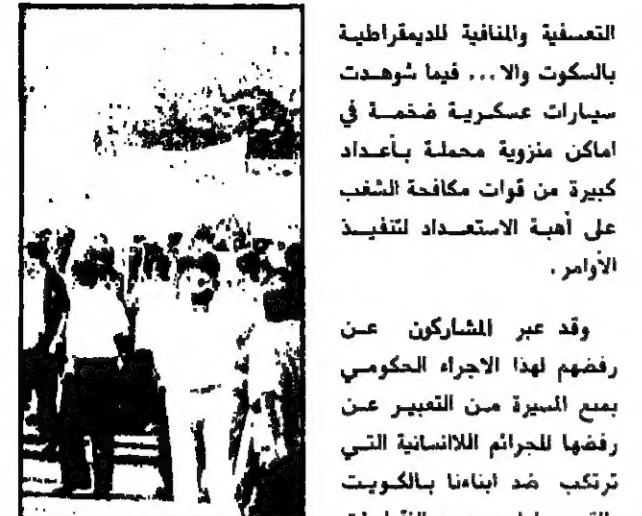 التعسفية والمنافية للديمقراطية
بالسكوت والا ... فيما شوهدت
سيارات عسكرية ضخمة في
اماكن منزوية محملة بأعداد
كبيرة من قوات مكافحة الشغب
على أهبة الاستعداد لتنفيذ
الأوامر .
وقد عبر المشاركون عن
رفضهم لهذا الاجراء الحكومي
بمنع المسيرة من التعبير عن
رفضها للجرائم اللاانسانية التي
ترتكب ضد ابناءنا بالكويت